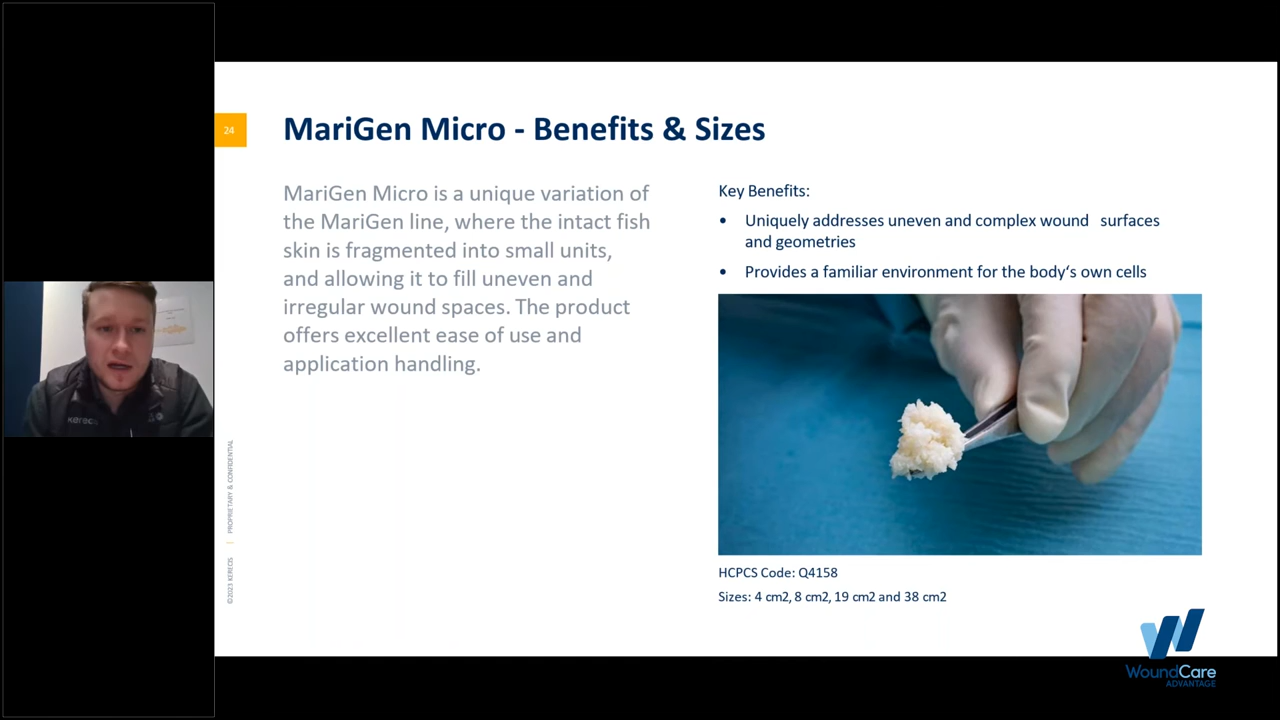 24
MariGen Micro - Benefits & Sizes
MariGen Micro is a unique variation of
the MariGen line, where the intact fish
skin is fragmented into small units,
and allowing it to fill uneven and
irregular wound spaces. The product
offers excellent ease of use and
application handling.
Key Benefits:
• Uniquely addresses uneven and complex wound surfaces
and geometries
• Provides a familiar environment for the body‘s own cells
HCPCS Code: Q4158
Sizes: 4 cm2, 8 cm2, 19 cm2 and 38 cm2
©2023 KERECIS | PROPRIETARY & CONFIDENTIAL
kerecis
WoundCare
ADVANTAGE